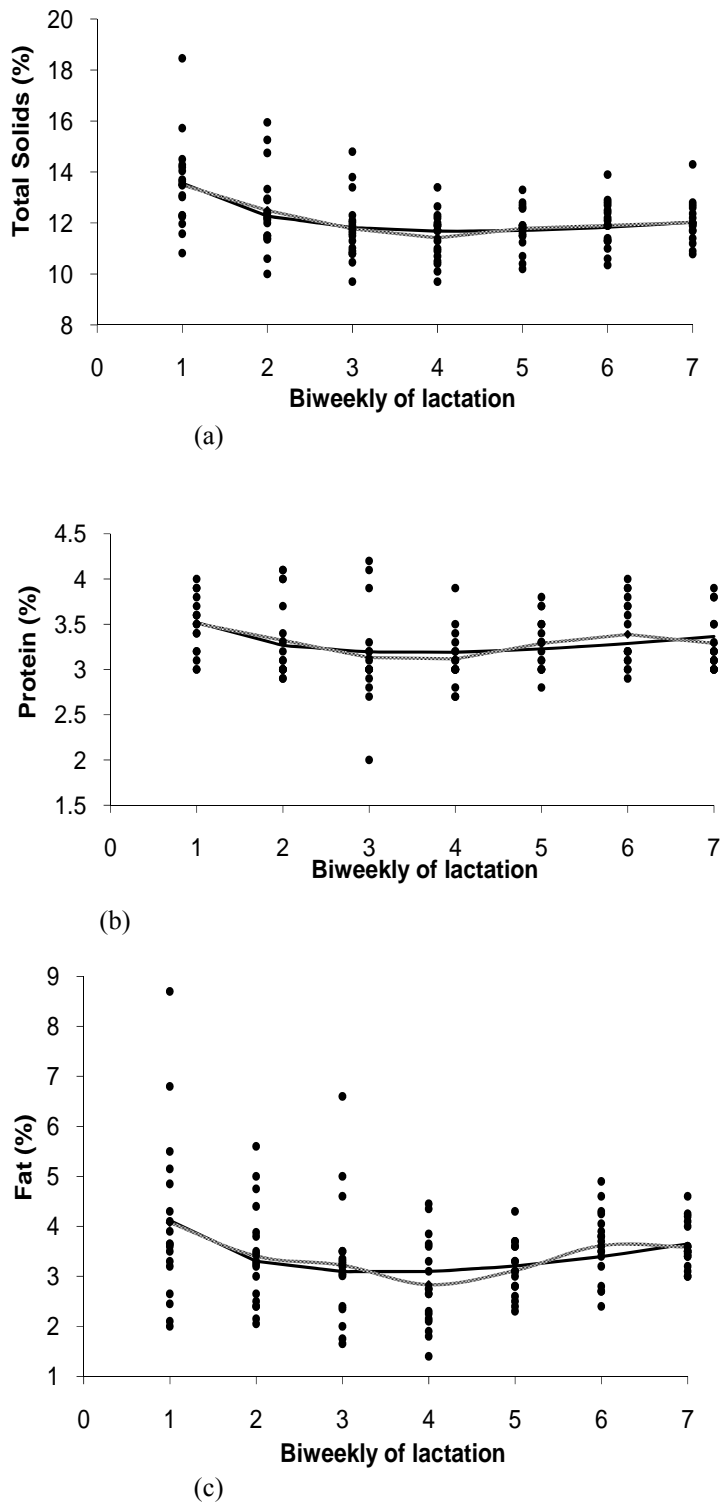 20
18
16
14
12
10
8
Total Solids (%)
0 1 2 3 4 5 6 7
Biweekly of lactation
(a)
4.5
4
3.5
3
2.5
2
1.5
Protein (%)
0 1 2 3 4 5 6 7
Biweekly of lactation
(b)
9
8
7
6
5
4
3
2
1
Fat (%)
0 1 2 3 4 5 6 7
Biweekly of lactation
(c)